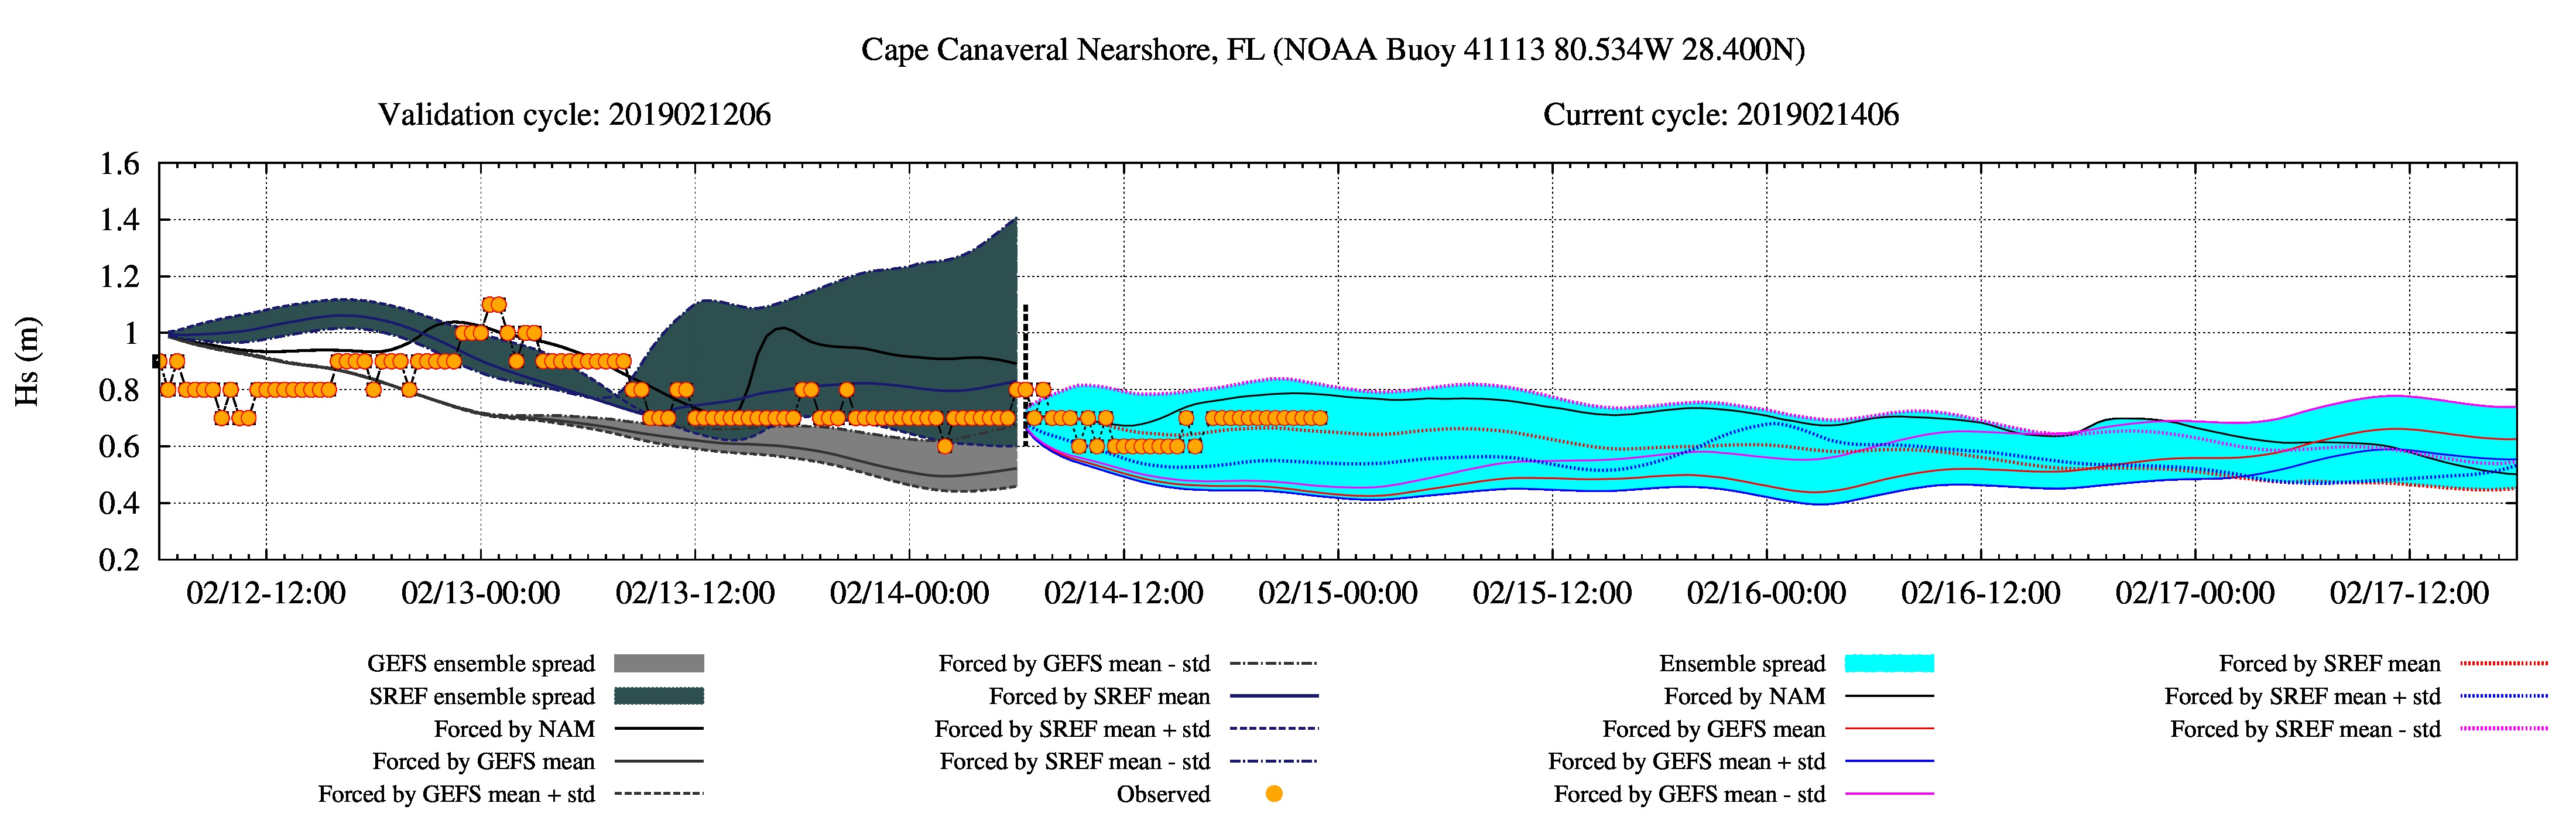 Cape Canaveral Nearshore, FL (NOAA Buoy 41113 80.534W 28.400N)
Validation cycle: 2019021206
Current cycle: 2019021406
Hs (m)
1.6
1.4
1.2
1
0.8
0.6
0.4
0.2
02/12-12:00 02/13-00:00 02/13-12:00 02/14-00:00 02/14-12:00 02/15-00:00 02/15-12:00 02/16-00:00 02/16-12:00 02/17-00:00 02/17-12:00
GEFS ensemble spread
SREF ensemble spread
Forced by NAM
Forced by GEFS mean
Forced by GEFS mean + std
Forced by GEFS mean - std
Forced by SREF mean
Forced by SREF mean + std
Forced by SREF mean - std
Observed
Ensemble spread
Forced by NAM
Forced by GEFS mean
Forced by GEFS mean + std
Forced by GEFS mean - std
Forced by SREF mean
Forced by SREF mean + std
Forced by SREF mean - std